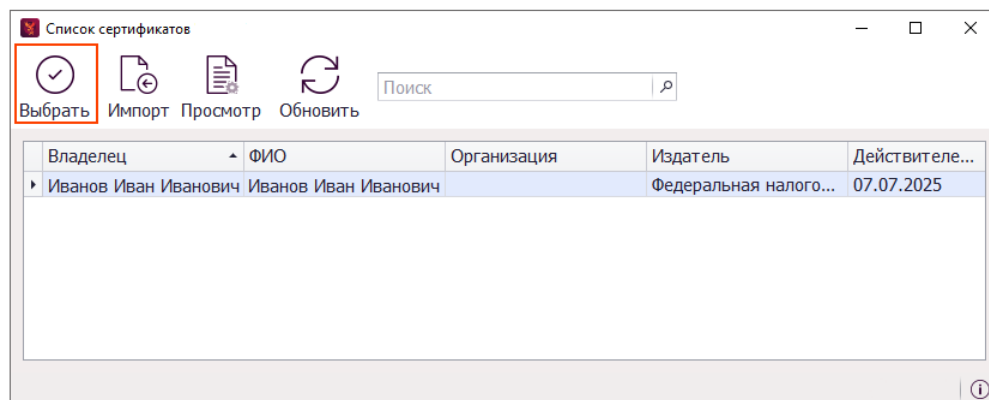 Список сертификатов
Выбрать Импорт Просмотр Обновить Поиск
Владелец ФИО Организация Издатель Действителе...
Иванов Иван Иванович Иванов Иван Иванович Федеральная налого... 07.07.2025